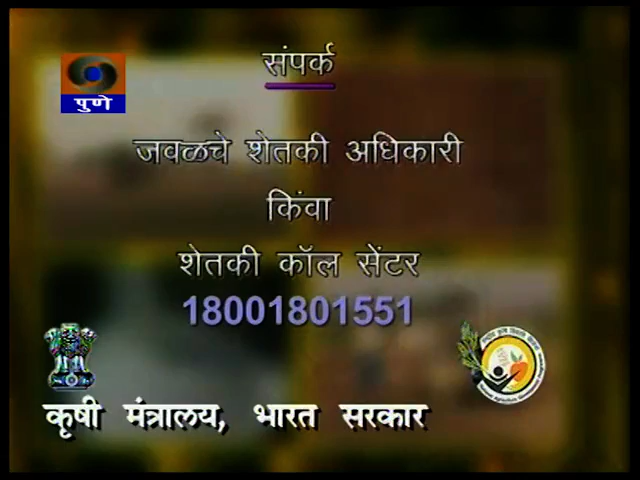 संपर्क
पुणे
जवळचे शेतकी अधिकारी
किंवा
शेतकी कॉल सेंटर
18001801551
कृषी मंत्रालय, भारत सरकार